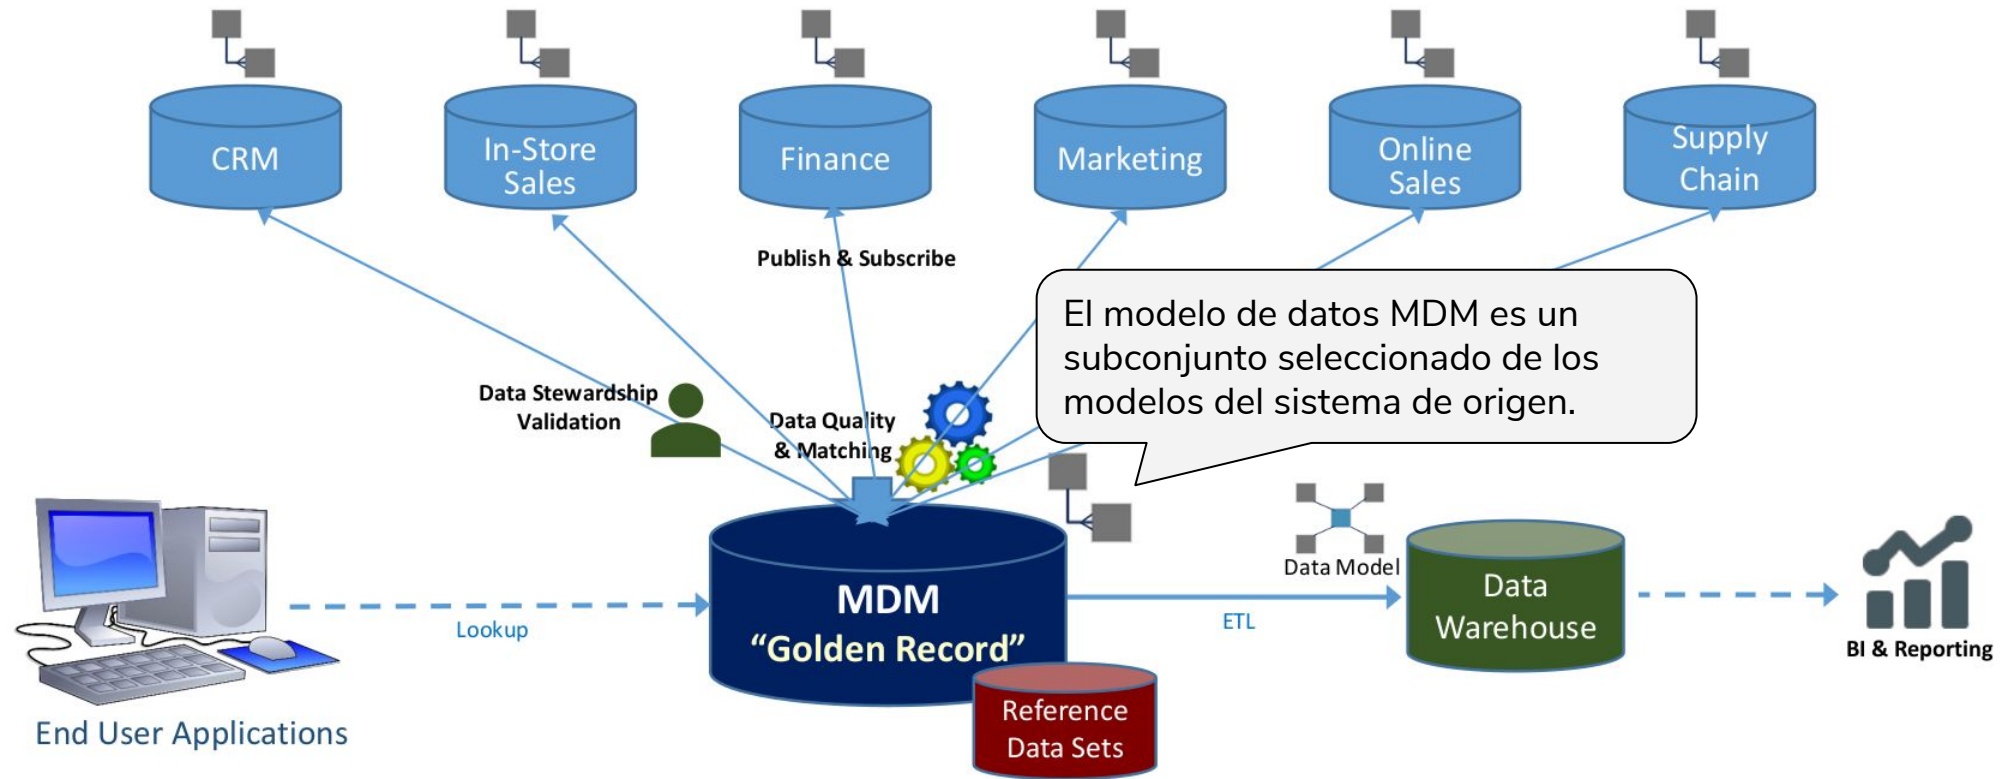 CRM
In-Store
Sales
Finance
Marketing
Online
Sales
Supply
Chain
Publish & Subscribe
El modelo de datos MDM es un
subconjunto seleccionado de los
modelos del sistema de origen.
Data Stewardship
Validation
Data Quality
& Matching
Lookup
MDM
“Golden Record”
Reference
Data Sets
Data Model
ETL
Data
Warehouse
BI & Reporting
End User Applications